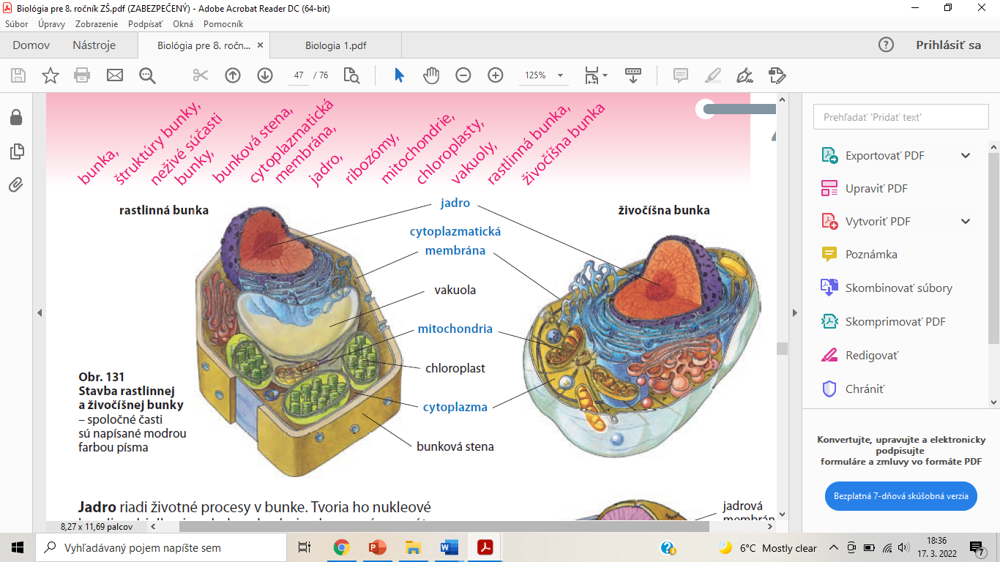 Biológia pre 8. ročník ZŠ.pdf (ZABEZPEČENÝ) - Adobe Acrobat Reader DC (64-bit)
Súbor Úpravy Zobrazenie Podpísať Okná Pomocník
Domov Nástroje Biológia pre 8. ročn... × Biologia 1.pdf Prihlásiť sa
47 / 76 125%
bunka,
štruktúry bunky,
neživé súčasti
bunky,
bunková stena,
cytoplazmatická
membrána,
jadro,
ribozómy,
mitochondrie,
chloroplasty,
vakuoly,
rastlinná bunka,
živočíšna bunka
rastlinná bunka
jadro
živočíšna bunka
cytoplazmatická
membrána
vakuola
mitochondria
chloroplast
cytoplazma
bunková stena
Obr. 131
Stavba rastlinnej
a živočíšnej bunky
– spoločné časti
sú napísané modrou
farbou písma
Jadro riadi životné procesy v bunke. Tvoria ho nukleové
jadrová
8,27 x 11,69 palcov
Prehľadať 'Pridať text'
Exportovať PDF
Upraviť PDF
Vytvoriť PDF
Poznámka
Skombinovať súbory
Skomprimovať PDF
Redigovať
Chrániť
Konvertujte, upravujte a elektronicky
podpisujte
formuláre a zmluvy vo formáte PDF
Bezplatná 7-dňová skúšobná verzia
Vyhľadávaný pojem napíšte sem
6°C Mostly clear
18:36
17. 3. 2022
7